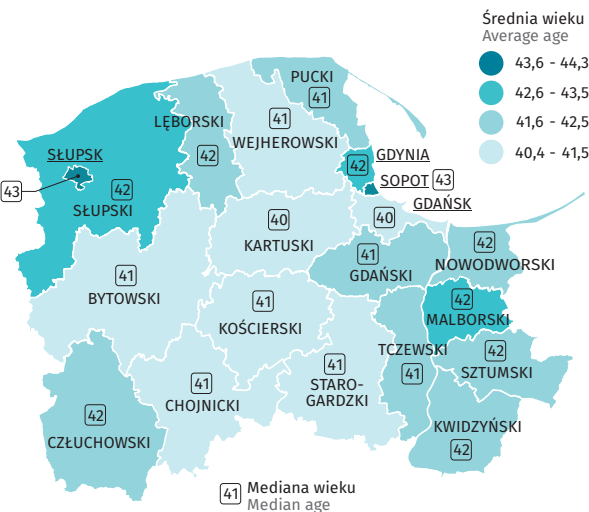 Średnia wieku
Average age
43,6 - 44,3
42,6 - 43,5
41,6 - 42,5
40,4 - 41,5
PUCKI
41
LĘBORSKI
42
41
WEJHEROWSKI
SŁUPSK
43
42
SŁUPSKI
GDYNIA
42
SOPOT 43
GDAŃSK
40
40
KARTUSKI
41
GDAŃSKI
42
NOWODWORSKI
41
BYTOWSKI
41
KOŚCIERSKI
42
MALBORSKI
TCZEWSKI
41
42
SZTUMSKI
41
STARO-
GARDZKI
41
CHOJNICKI
42
CZŁUCHOWSKI
KWIDZYŃSKI
42
41 Mediana wieku
Median age